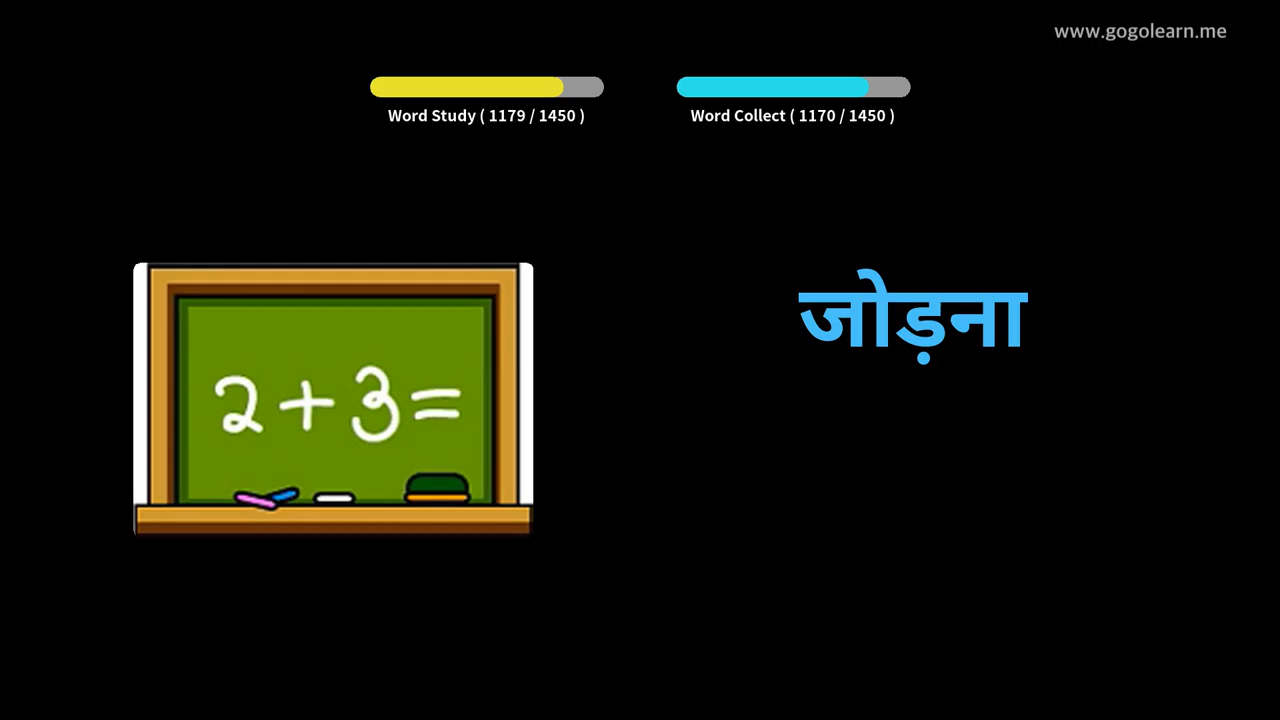 www.gogolearn.me
Word Study ( 1179 / 1450 )
Word Collect ( 1170 / 1450 )
2+3=
जोड़ना